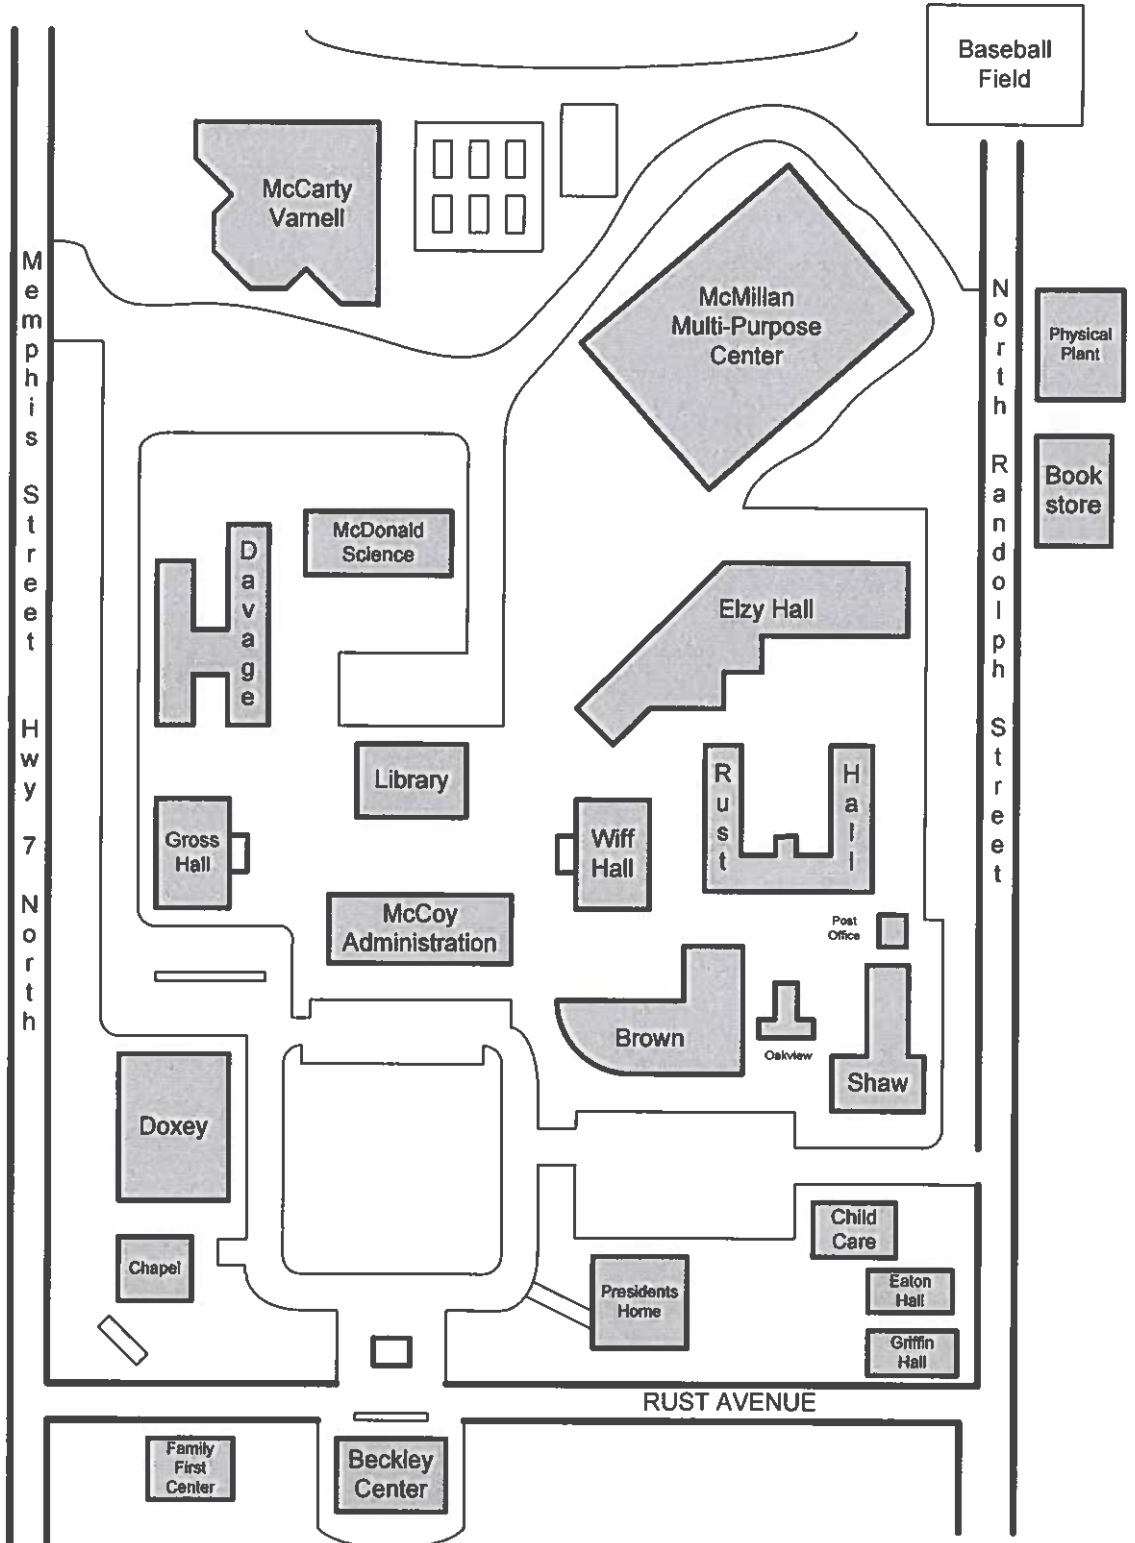 Baseball
Field
McCarty
Varnell
McMillan
Multi-Purpose
Center
Memphis Street Hwy 7 North
North Randolph Street
Physical
Plant
Book
store
McDonald
Science
Davage
Elzy Hall
Library
Rust Hall
Gross
Hall
Wiff
Hall
McCoy
Administration
Post
Office
Brown
Oakview
Shaw
Doxey
Child
Care
Chapel
Presidents
Home
Eaton
Hall
Griffin
Hall
RUST AVENUE
Family
First
Center
Beckley
Center